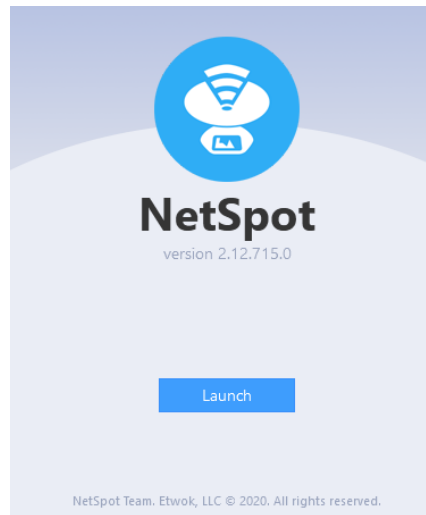 NetSpot
version 2.12.715.0
Launch
NetSpot Team. Etwok, LLC © 2020. All rights reserved.